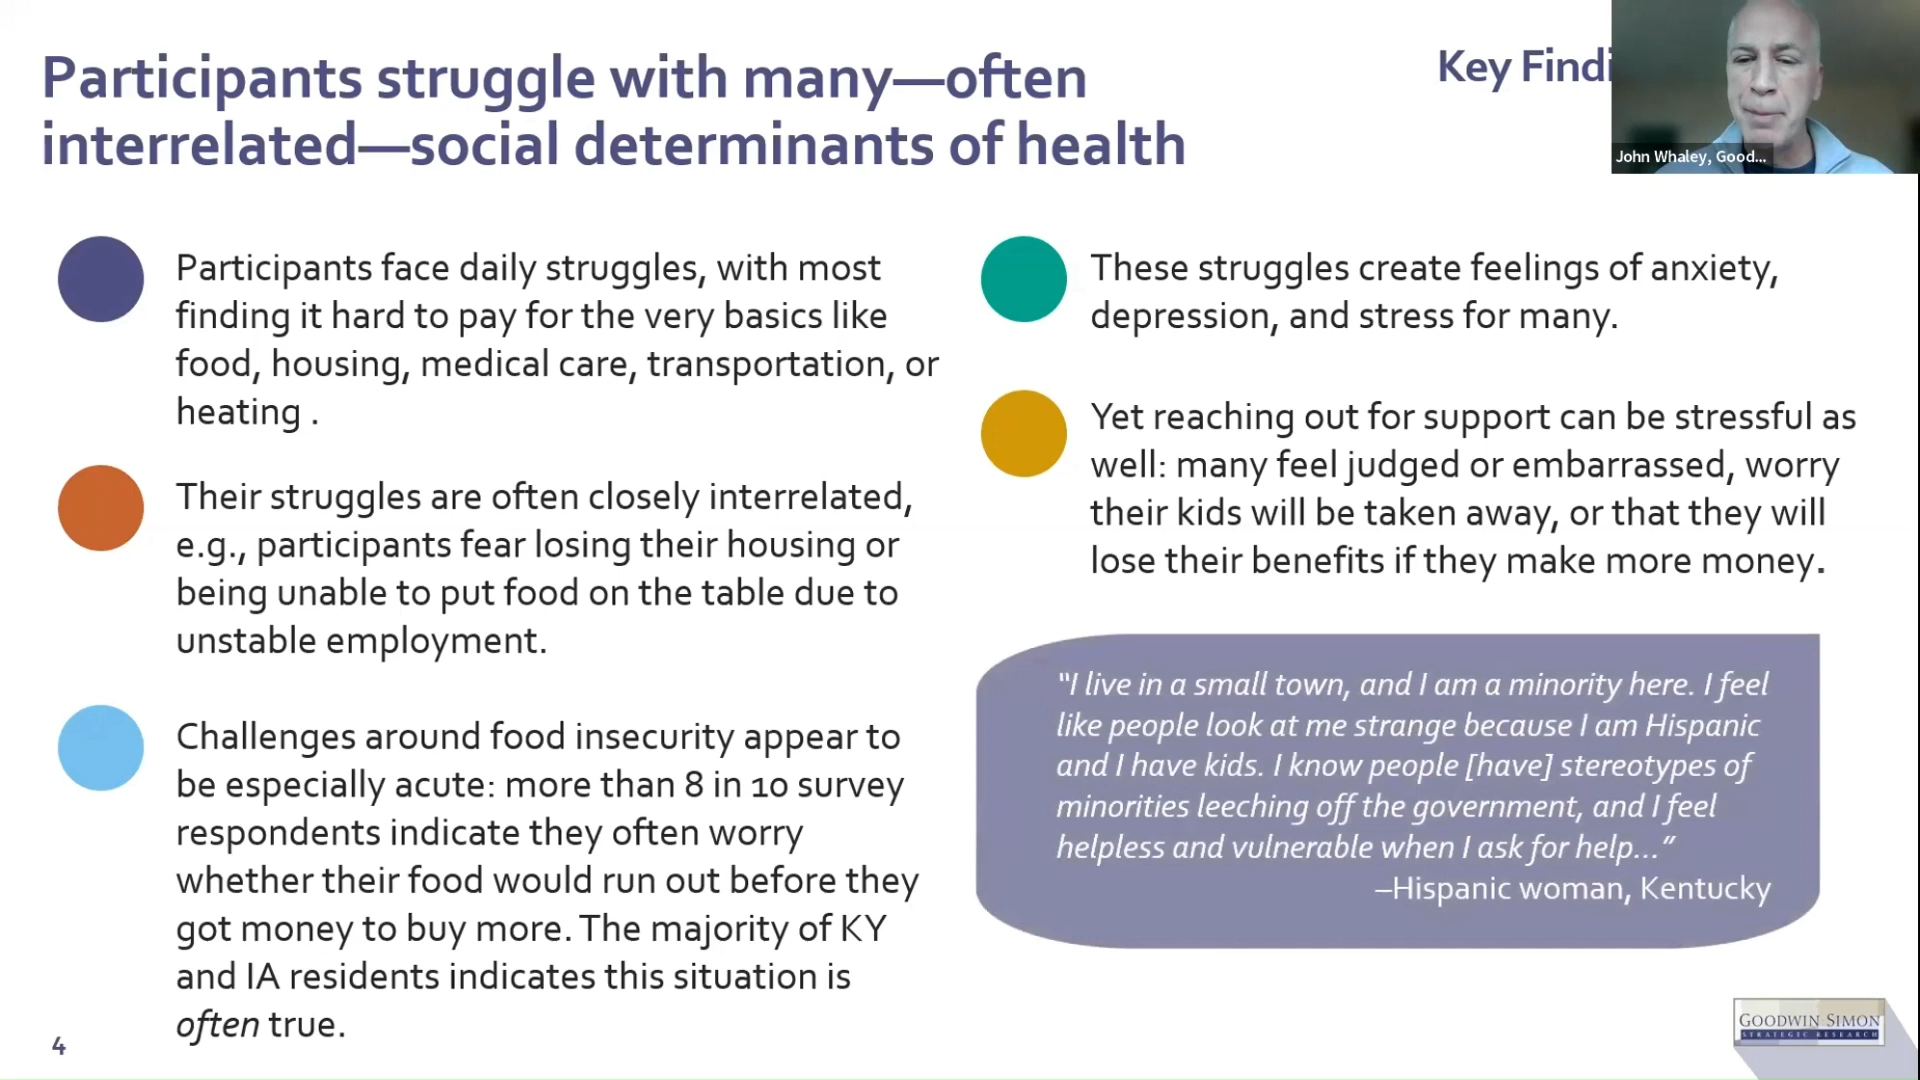 Participants struggle with many—often
interrelated—social determinants of health
Key Findi
John Whaley, Good...
Participants face daily struggles, with most
finding it hard to pay for the very basics like
food, housing, medical care, transportation, or
heating .
Their struggles are often closely interrelated,
e.g., participants fear losing their housing or
being unable to put food on the table due to
unstable employment.
Challenges around food insecurity appear to
be especially acute: more than 8 in 10 survey
respondents indicate they often worry
whether their food would run out before they
got money to buy more. The majority of KY
and IA residents indicates this situation is
often true.
These struggles create feelings of anxiety,
depression, and stress for many.
Yet reaching out for support can be stressful as
well: many feel judged or embarrassed, worry
their kids will be taken away, or that they will
lose their benefits if they make more money.
“I live in a small town, and I am a minority here. I feel
like people look at me strange because I am Hispanic
and I have kids. I know people [have] stereotypes of
minorities leeching off the government, and I feel
helpless and vulnerable when I ask for help...”
–Hispanic woman, Kentucky
4
GOODWIN SIMON
STRATEGIC RESEARCH